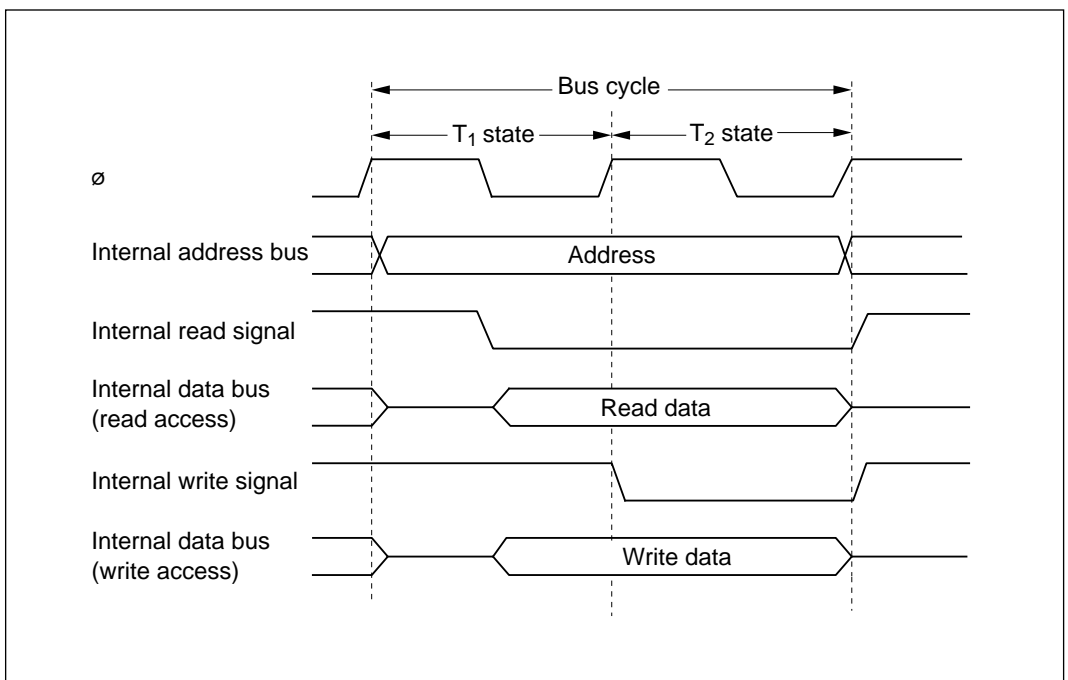 Bus cycle
T₁ state
T₂ state
ø
Internal address bus
Address
Internal read signal
Internal data bus
(read access)
Read data
Internal write signal
Internal data bus
(write access)
Write data